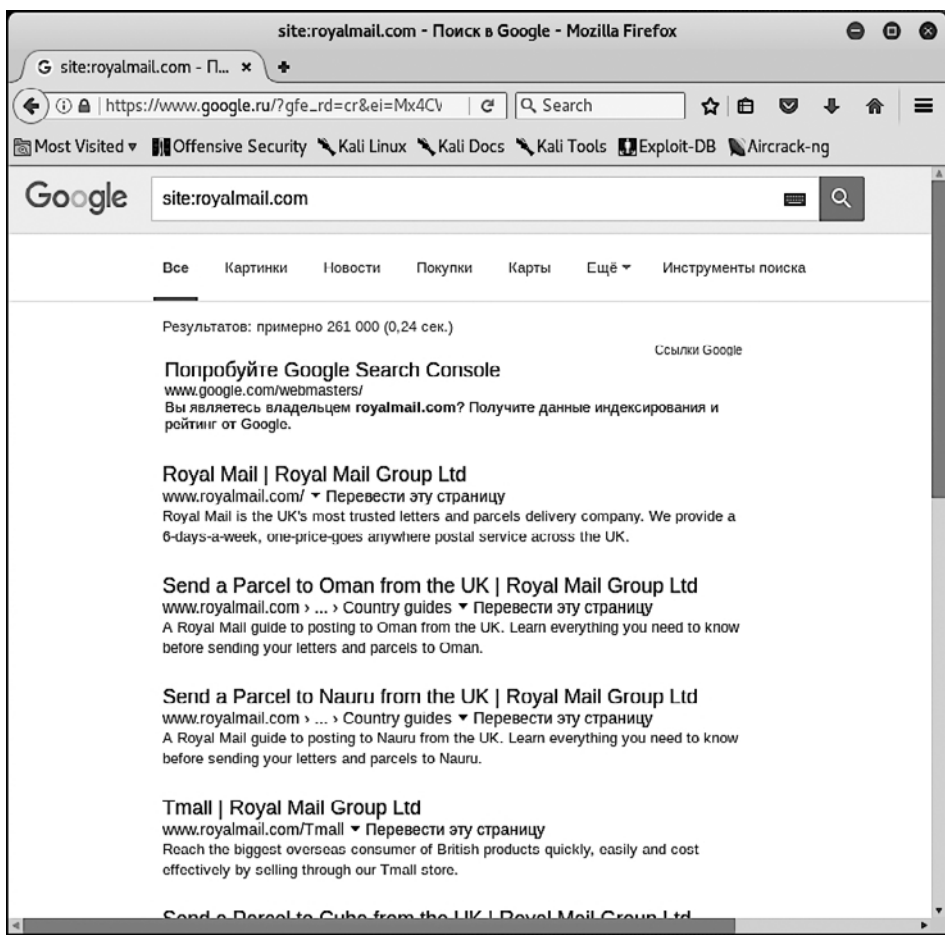 site:royalmail.com - Поиск в Google - Mozilla Firefox
G site:royalmail.com - П... × +
https://www.google.ru/?gfe_rd=cr&ei=Mx4CV Search
Most Visited Offensive Security Kali Linux Kali Docs Kali Tools Exploit-DB Aircrack-ng
Google site:royalmail.com
Все Картинки Новости Покупки Карты Ещё Инструменты поиска
Результатов: примерно 261 000 (0,24 сек.)
Ссылки Google
Попробуйте Google Search Console
www.google.com/webmasters/
Вы являетесь владельцем royalmail.com? Получите данные индексирования и
рейтинг от Google.
Royal Mail | Royal Mail Group Ltd
www.royalmail.com/ Перевести эту страницу
Royal Mail is the UK's most trusted letters and parcels delivery company. We provide a
6-days-a-week, one-price-goes anywhere postal service across the UK.
Send a Parcel to Oman from the UK | Royal Mail Group Ltd
www.royalmail.com › ... › Country guides Перевести эту страницу
A Royal Mail guide to posting to Oman from the UK. Learn everything you need to know
before sending your letters and parcels to Oman.
Send a Parcel to Nauru from the UK | Royal Mail Group Ltd
www.royalmail.com › ... › Country guides Перевести эту страницу
A Royal Mail guide to posting to Nauru from the UK. Learn everything you need to know
before sending your letters and parcels to Nauru.
Tmall | Royal Mail Group Ltd
www.royalmail.com/Tmall Перевести эту страницу
Reach the biggest overseas consumer of British products quickly, easily and cost
effectively by selling through our Tmall store.
Send a Parcel to Cuba from the UK | Royal Mail Group Ltd